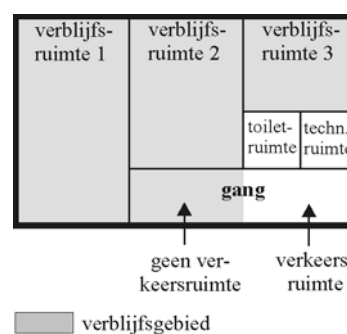 verblijfs-
ruimte 1
verblijfs-
ruimte 2
verblijfs-
ruimte 3
toilet-
ruimte
techn.
ruimte
gang
geen ver-
keersruimte
verkeers
ruimte
verblijfsgebied